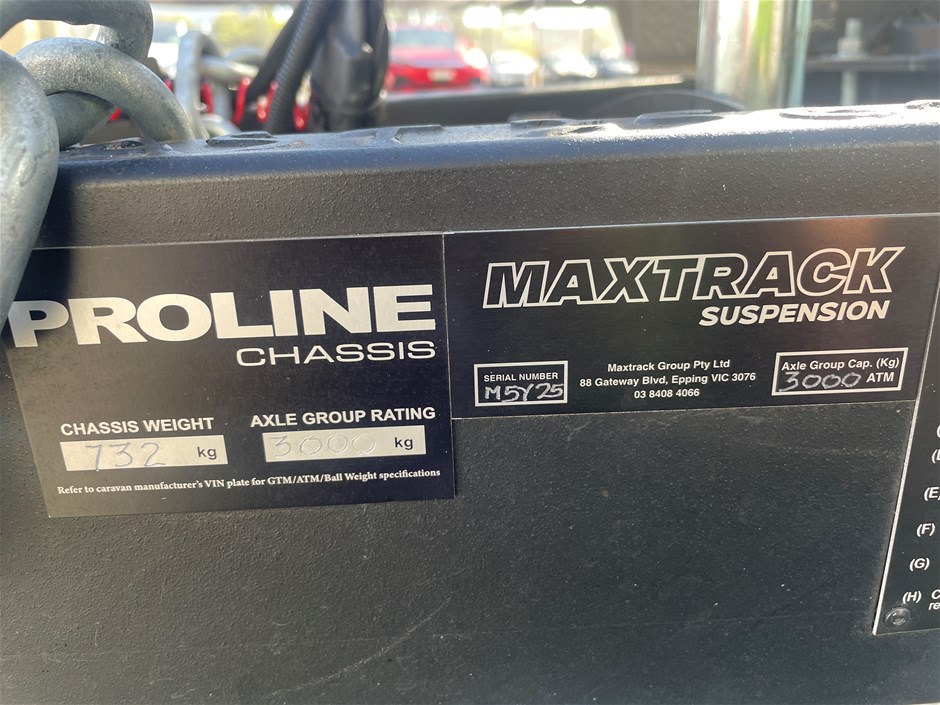 PROLINE
CHASSIS
CHASSIS WEIGHT
732 kg
AXLE GROUP RATING
3000 kg
Refer to caravan manufacturer's VIN plate for GTM/ATM/Ball Weight specifications
MAXTRACK
SUSPENSION
SERIAL NUMBER
M5Y25
Maxtrack Group Pty Ltd
88 Gateway Blvd, Epping VIC 3076
03 8408 4066
Axle Group Cap. (Kg)
3000 ATM
(E)
(F)
(G)
(H)